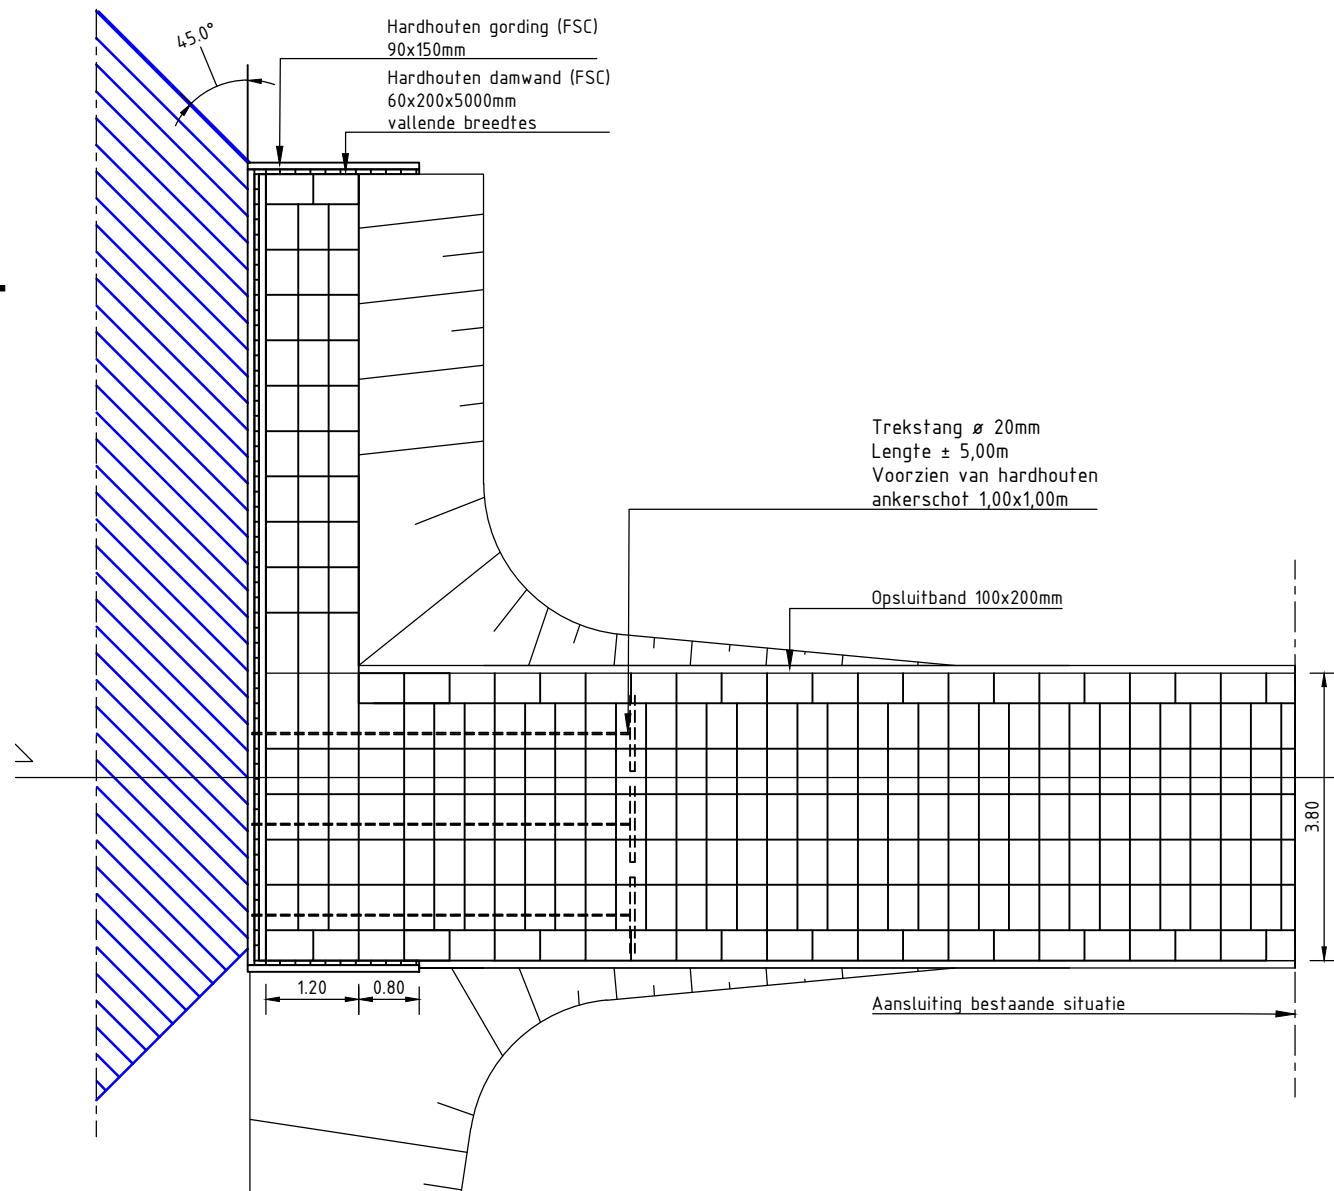 45.0°
Hardhouten gording (FSC)
90x150mm
Hardhouten damwand (FSC)
60x200x5000mm
vallende breedtes
Trekstang ø 20mm
Lengte ± 5,00m
Voorzien van hardhouten
ankerschot 1,00x1,00m
Opsluitband 100x200mm
3.80
1.20
0.80
Aansluiting bestaande situatie